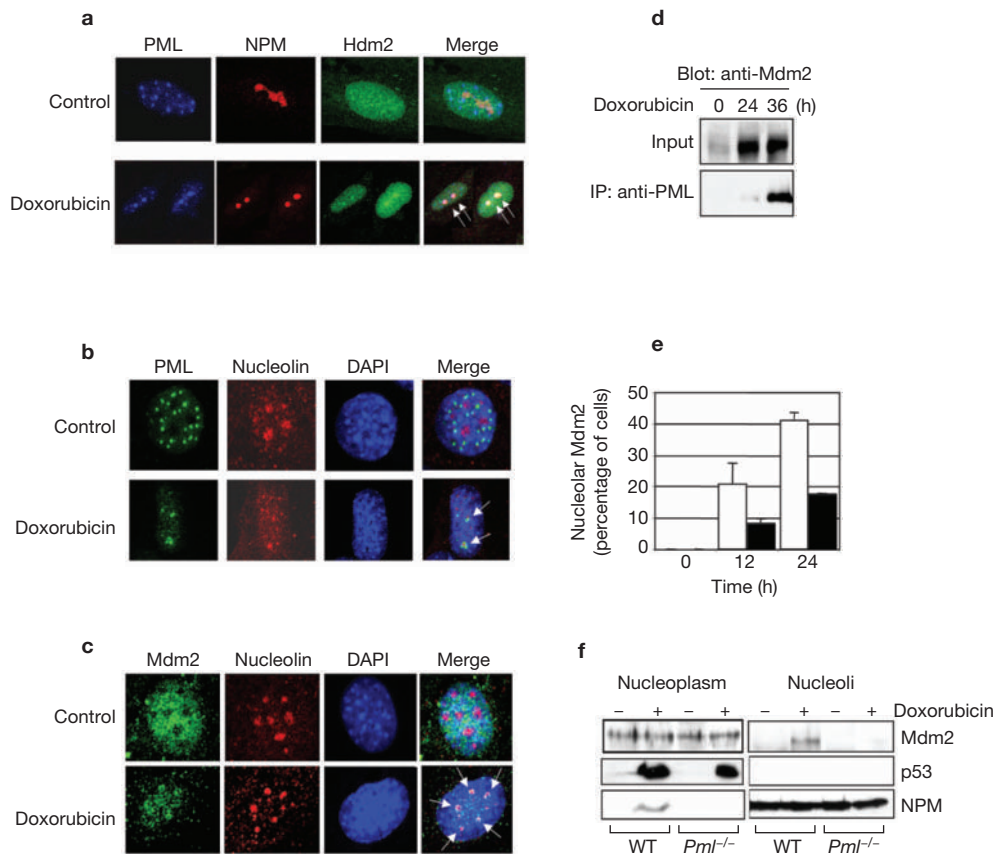 a
PML NPM Hdm2 Merge
Control
Doxorubicin
b
PML Nucleolin DAPI Merge
Control
Doxorubicin
c
Mdm2 Nucleolin DAPI Merge
Control
Doxorubicin
d
Blot: anti-Mdm2
Doxorubicin 0 24 36 (h)
Input
IP: anti-PML
e
Nucleolar Mdm2
(percentage of cells)
50
40
30
20
10
0
0 12 24
Time (h)
f
Nucleoplasm Nucleoli
– + – + – + – + Doxorubicin
Mdm2
p53
NPM
WT Pml–/– WT Pml–/–